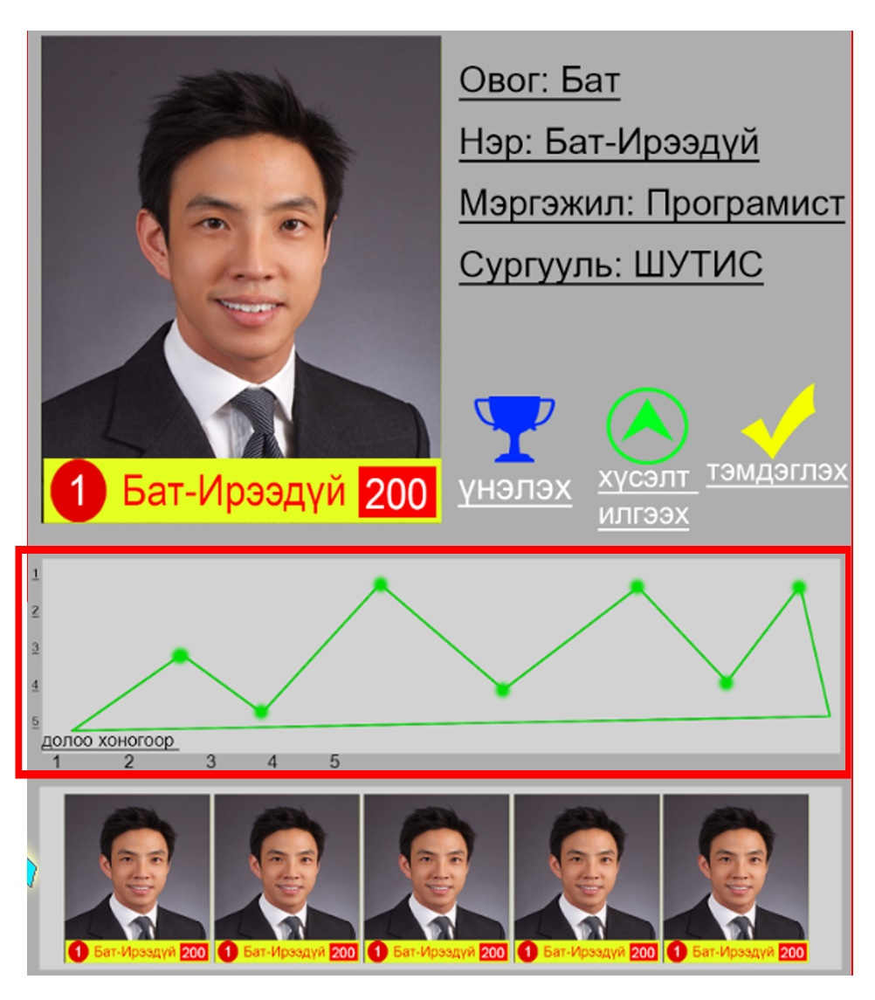 Овог: Бат
Нэр: Бат-Ирээдүй
Мэргэжил: Програмист
Сургууль: ШУТИС
1 Бат-Ирээдүй 200
үнэлэх
хүсэлт
илгээх
тэмдэглэх
1
2
3
4
5
долоо хоногоор
1 2 3 4 5
1 Бат-Ирээдүй 200
1 Бат-Ирээдүй 200
1 Бат-Ирээдүй 200
1 Бат-Ирээдүй 200
1 Бат-Ирээдүй 200